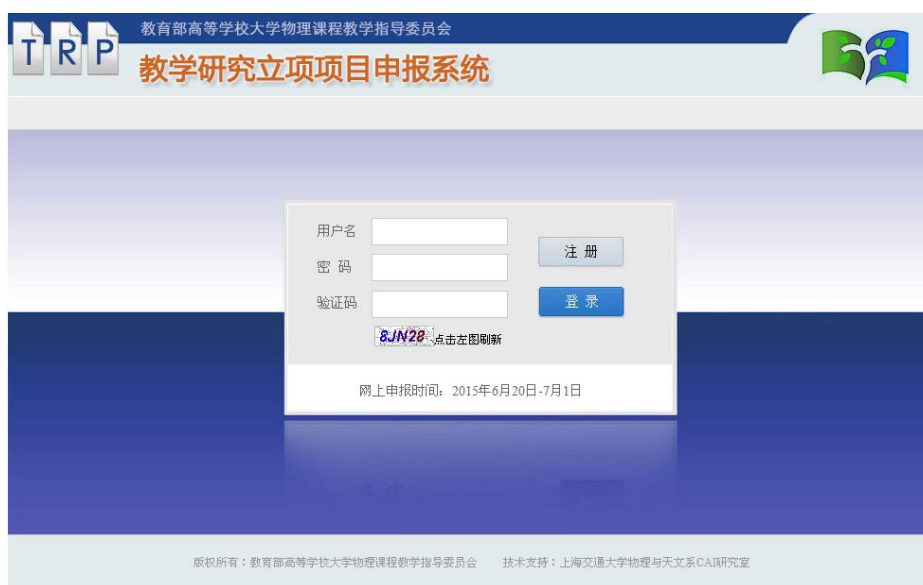 TRP
教育部高等学校大学物理课程教学指导委员会
教学研究立项项目申报系统
用户名
注 册
密 码
验证码
登 录
8JN28 点击左图刷新
网上申报时间：2015年6月20日-7月1日
版权所有：教育部高等学校大学物理课程教学指导委员会 技术支持：上海交通大学物理与天文系CAI研究室